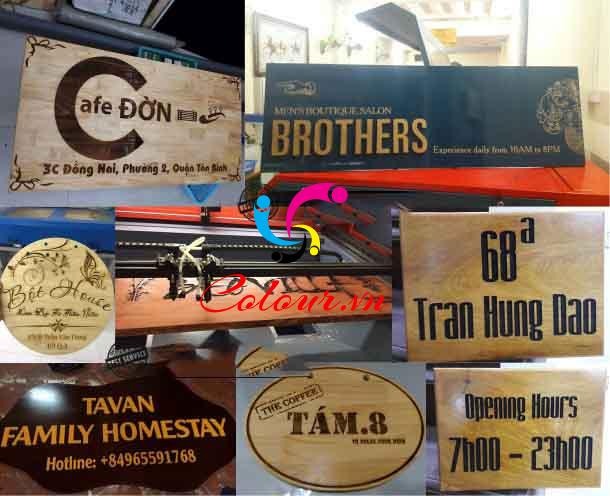 Cafe ĐỜN
3C Đồng Nai, Phường 2, Quận Tân Bình
MEN'S BOUTIQUE SALON
BROTHERS
Experience daily from 10AM to 8PM
Bột House
68a
Tran Hung Dao
Colour.vn
BEST SERVICE
TAVAN
FAMILY HOMESTAY
Hotline: +84965591768
THE COFFEE
TÁM.8
Opening Hours
7h00 - 23h00